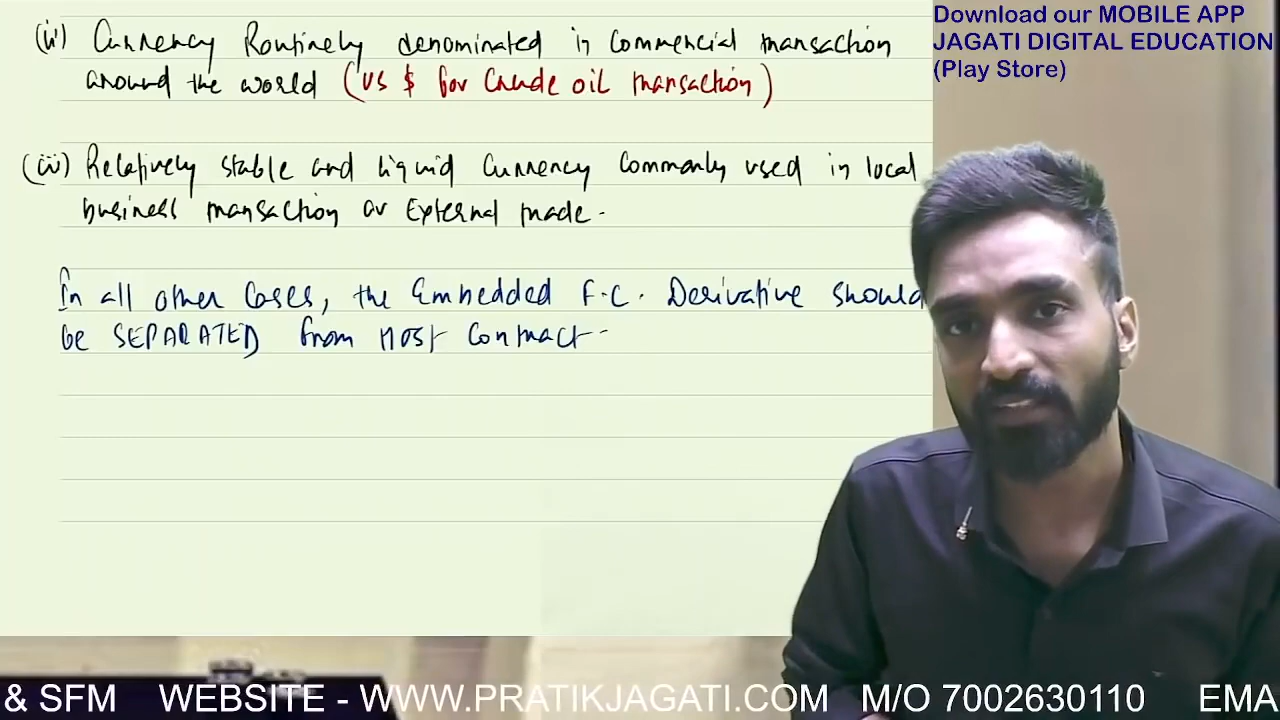 (ii) Currency Routinely denominated in Commercial transaction
around the world (US $ for Crude oil transaction)
(iii) Relatively stable and liquid Currency Commonly used in local
business transaction or External trade.
In all other Cases, the Embedded F.C. Derivative should
be SEPARATED from HOST Contract-
Download our MOBILE APP
JAGATI DIGITAL EDUCATION
(Play Store)
& SFM WEBSITE - WWW.PRATIKJAGATI.COM M/O 7002630110 EMA